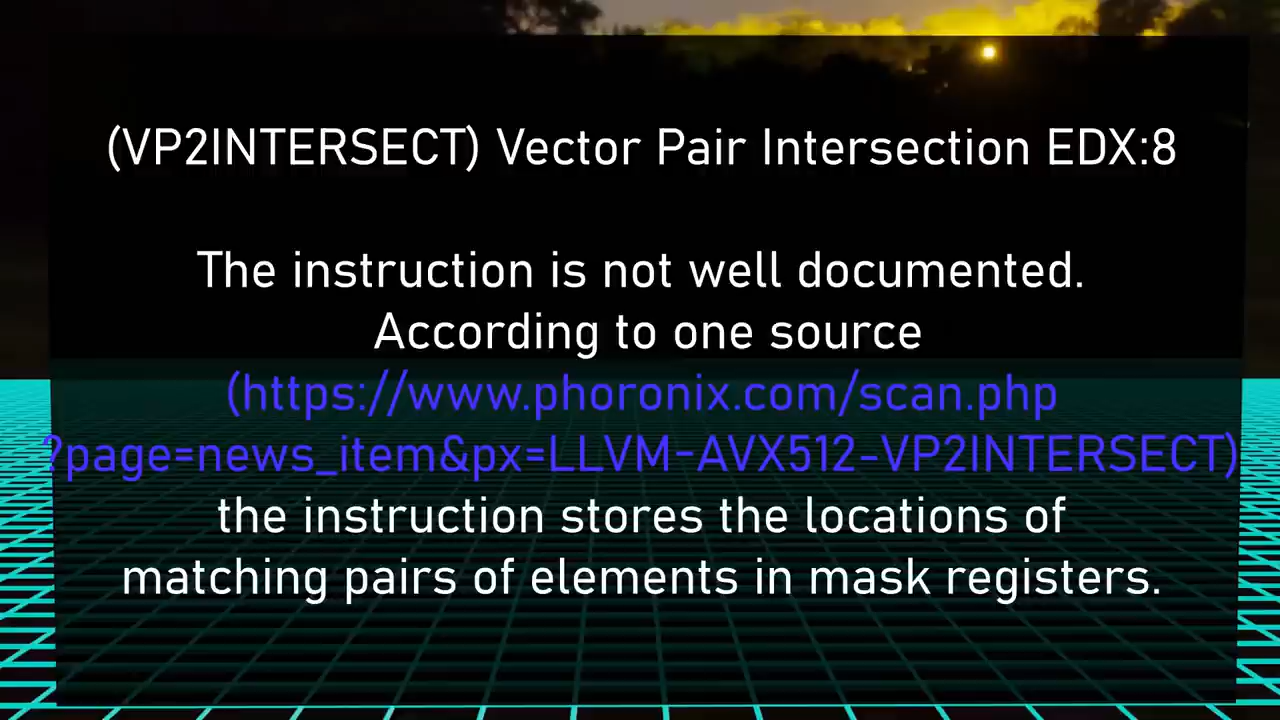 (VP2INTERSECT) Vector Pair Intersection EDX:8
The instruction is not well documented.
According to one source
(https://www.phoronix.com/scan.php
?page=news_item&px=LLVM-AVX512-VP2INTERSECT)
the instruction stores the locations of
matching pairs of elements in mask registers.